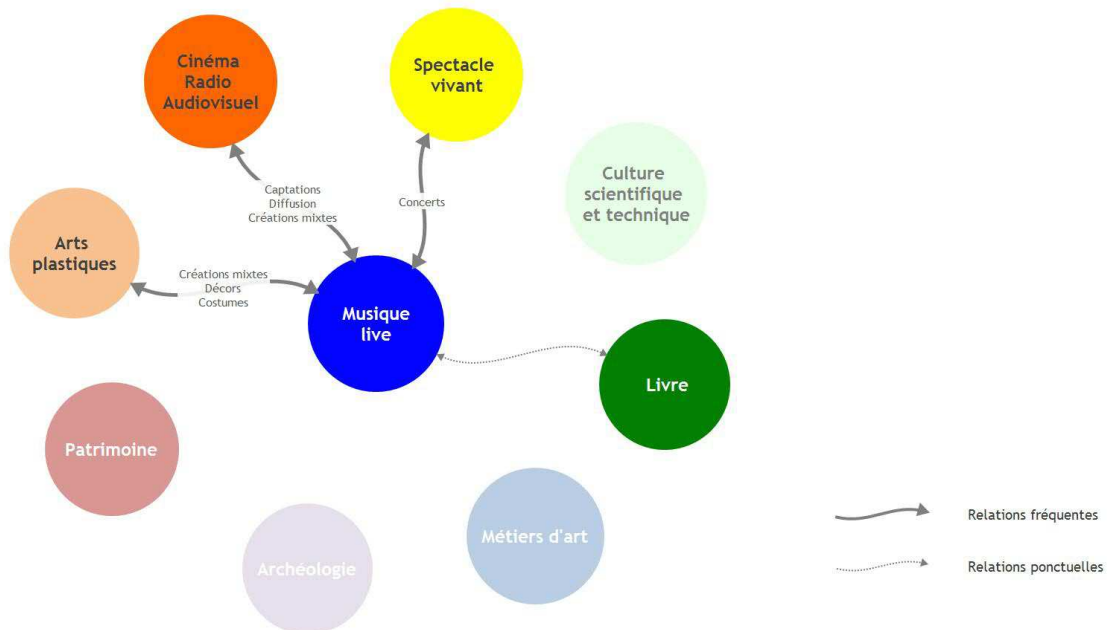 Cinéma
Radio
Audiovisuel
Spectacle
vivant
Culture
scientifique
et technique
Captations
Diffusion
Créations mixtes
Concerts
Arts
plastiques
Créations mixtes
Décors
Costumes
Musique
live
Livre
Patrimoine
Métiers d'art
Archéologie
Relations fréquentes
Relations ponctuelles